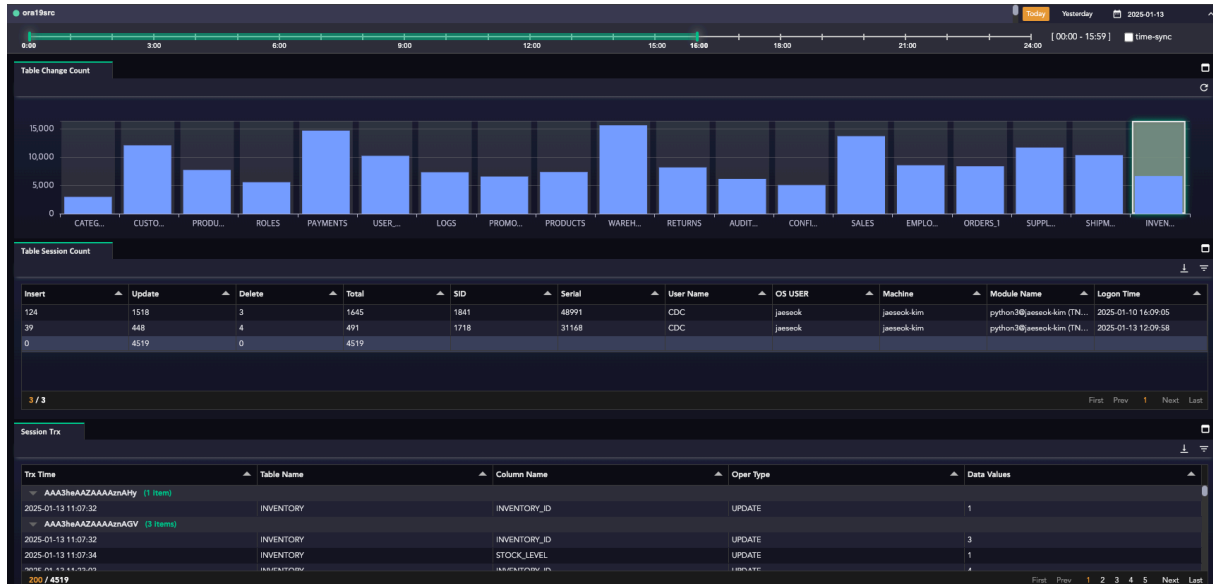 ora19src
Today Yesterday 2025-01-13
0:00 3:00 6:00 9:00 12:00 15:00 16:00 18:00 21:00 24:00 [ 00:00 - 15:59 ] time-sync
Table Change Count
15,000
10,000
5,000
0
CATEG... CUSTO... PRODU... ROLES PAYMENTS USER_... LOGS PROMO... PRODUCTS WAREH... RETURNS AUDIT... CONFI... SALES EMPLO... ORDERS_1 SUPPL... SHIPM... INVEN...
Table Session Count
Insert Update Delete Total SID Serial User Name OS USER Machine Module Name Logon Time
124 1518 3 1645 1841 48991 CDC jaeseok jaeseok-kim python3@jaeseok-kim (TN... 2025-01-10 16:09:05
39 448 4 491 1718 31168 CDC jaeseok jaeseok-kim python3@jaeseok-kim (TN... 2025-01-13 12:09:58
0 4519 0 4519
3 / 3 First Prev 1 Next Last
Session Trx
Trx Time Table Name Column Name Oper Type Data Values
AAA3heAAZAAAAznAHy (1 Item)
2025-01-13 11:07:32 INVENTORY INVENTORY_ID UPDATE 1
AAA3heAAZAAAAznAGV (3 Items)
2025-01-13 11:07:32 INVENTORY INVENTORY_ID UPDATE 3
2025-01-13 11:07:34 INVENTORY STOCK_LEVEL UPDATE 1
INVENTORY INVENTORY_ID UPDATE
200 / 4519 First Prev 1 2 3 4 5 Next Last